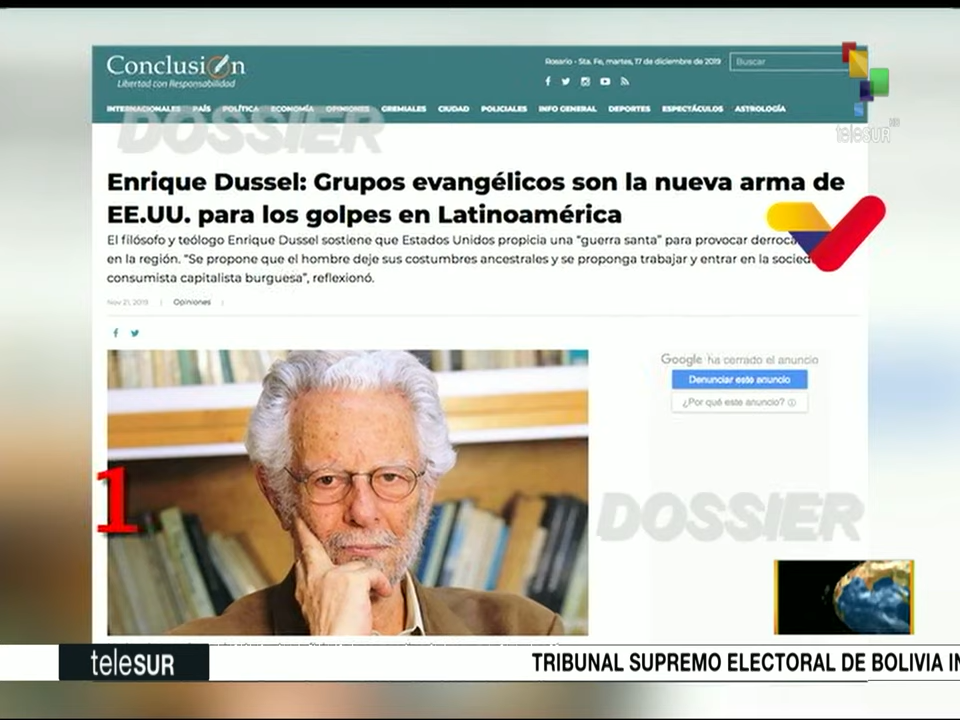 Conclusión
Libertad con Responsabilidad
Rosario - Sta. Fe, martes, 17 de diciembre de 2019
Buscar
INTERNACIONALES PAÍS POLÍTICA ECONOMÍA OPINIONES GREMIALES CIUDAD POLICIALES INFO GENERAL DEPORTES ESPECTÁCULOS ASTROLOGÍA
DOSSIER
teleSUR HD
Enrique Dussel: Grupos evangélicos son la nueva arma de
EE.UU. para los golpes en Latinoamérica
El filósofo y teólogo Enrique Dussel sostiene que Estados Unidos propicia una “guerra santa” para provocar derroca
en la región. “Se propone que el hombre deje sus costumbres ancestrales y se proponga trabajar y entrar en la socied
consumista capitalista burguesa”, reflexionó.
Nov 21, 2019 | Opiniones |
Google ha cerrado el anuncio
Denunciar este anuncio
¿Por qué este anuncio?
1
DOSSIER
teleSUR
TRIBUNAL SUPREMO ELECTORAL DE BOLIVIA IN